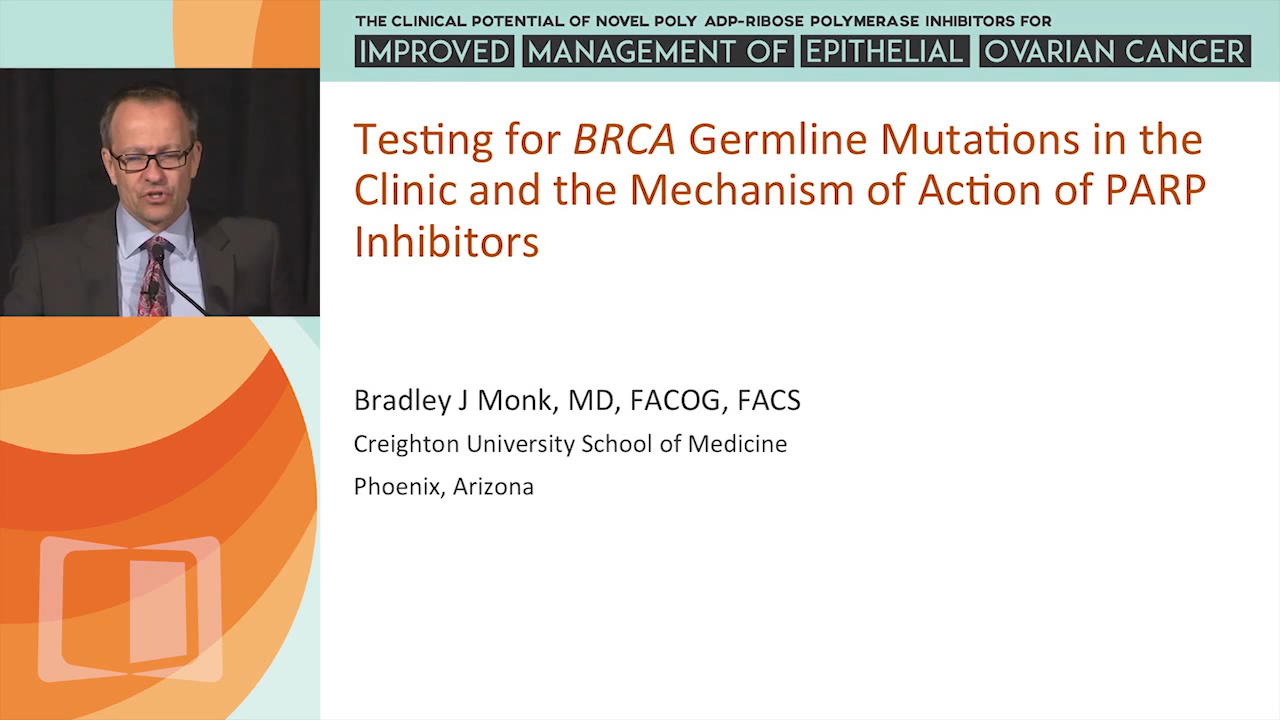 THE CLINICAL POTENTIAL OF NOVEL POLY ADP-RIBOSE POLYMERASE INHIBITORS FOR
IMPROVED MANAGEMENT OF EPITHELIAL OVARIAN CANCER
Testing for BRCA Germline Mutations in the
Clinic and the Mechanism of Action of PARP
Inhibitors
Bradley J Monk, MD, FACOG, FACS
Creighton University School of Medicine
Phoenix, Arizona